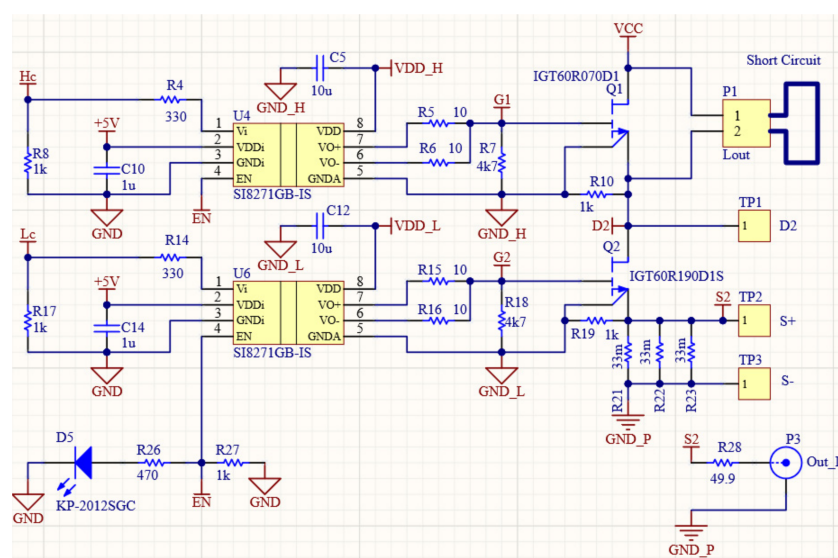 VCC
Short Circuit
C5
VDD_H
10u
GND_H
IGT60R070D1
Q1
P1
1
2
Lout
Hc
R4
330
+5V
U4
R8
1k
C10
1u
GND
1 Vi VDD 8
2 VDDi VO+ 7
3 GNDi VO- 6
4 EN GNDA 5
SI8271GB-IS
EN
R5 10
R6 10
G1
R7
4k7
GND_H
R10
1k
D2
TP1
1
D2
C12
VDD_L
10u
GND_L
Q2
IGT60R190D1S
Lc
R14
330
+5V
U6
R17
1k
C14
1u
GND
1 Vi VDD 8
2 VDDi VO+ 7
3 GNDi VO- 6
4 EN GNDA 5
SI8271GB-IS
R15 10
R16 10
G2
R18
4k7
GND_L
R19 1k
S2
TP2
1
S+
33m
33m
33m
R21
R22
R23
TP3
1
S-
GND_P
D5
KP-2012SGC
GND
R26
470
R27
1k
EN
GND
S2
R28
49.9
P3
GND_P